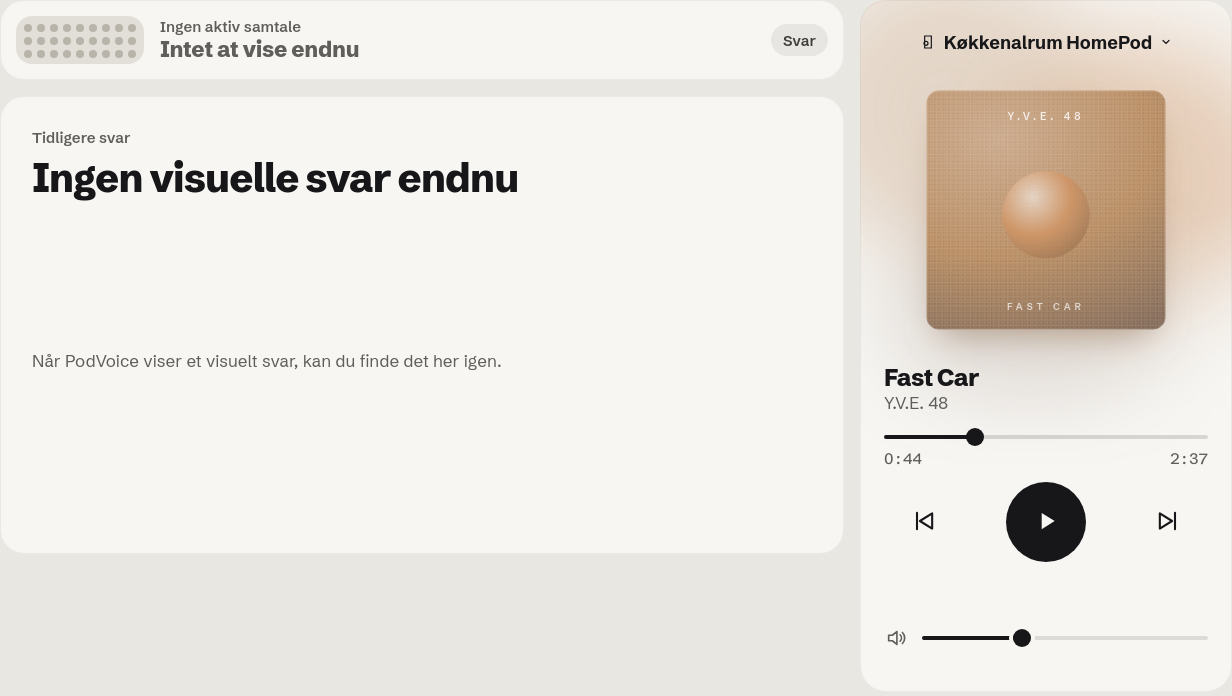 Ingen aktiv samtale
Intet at vise endnu
Svar
Tidligere svar
Ingen visuelle svar endnu
Når PodVoice viser et visuelt svar, kan du finde det her igen.
Køkkenalrum HomePod
Y.V.E. 48
FAST CAR
Fast Car
Y.V.E. 48
0:44
2:37